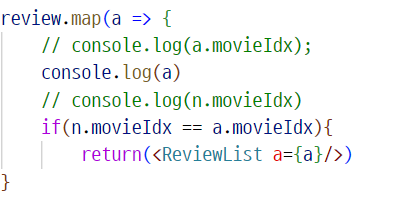 review.map(a => {
// console.log(a.movieIdx);
console.log(a)
// console.log(n.movieIdx)
if(n.movieIdx == a.movieIdx){
return(<ReviewList a={a}/>)
}